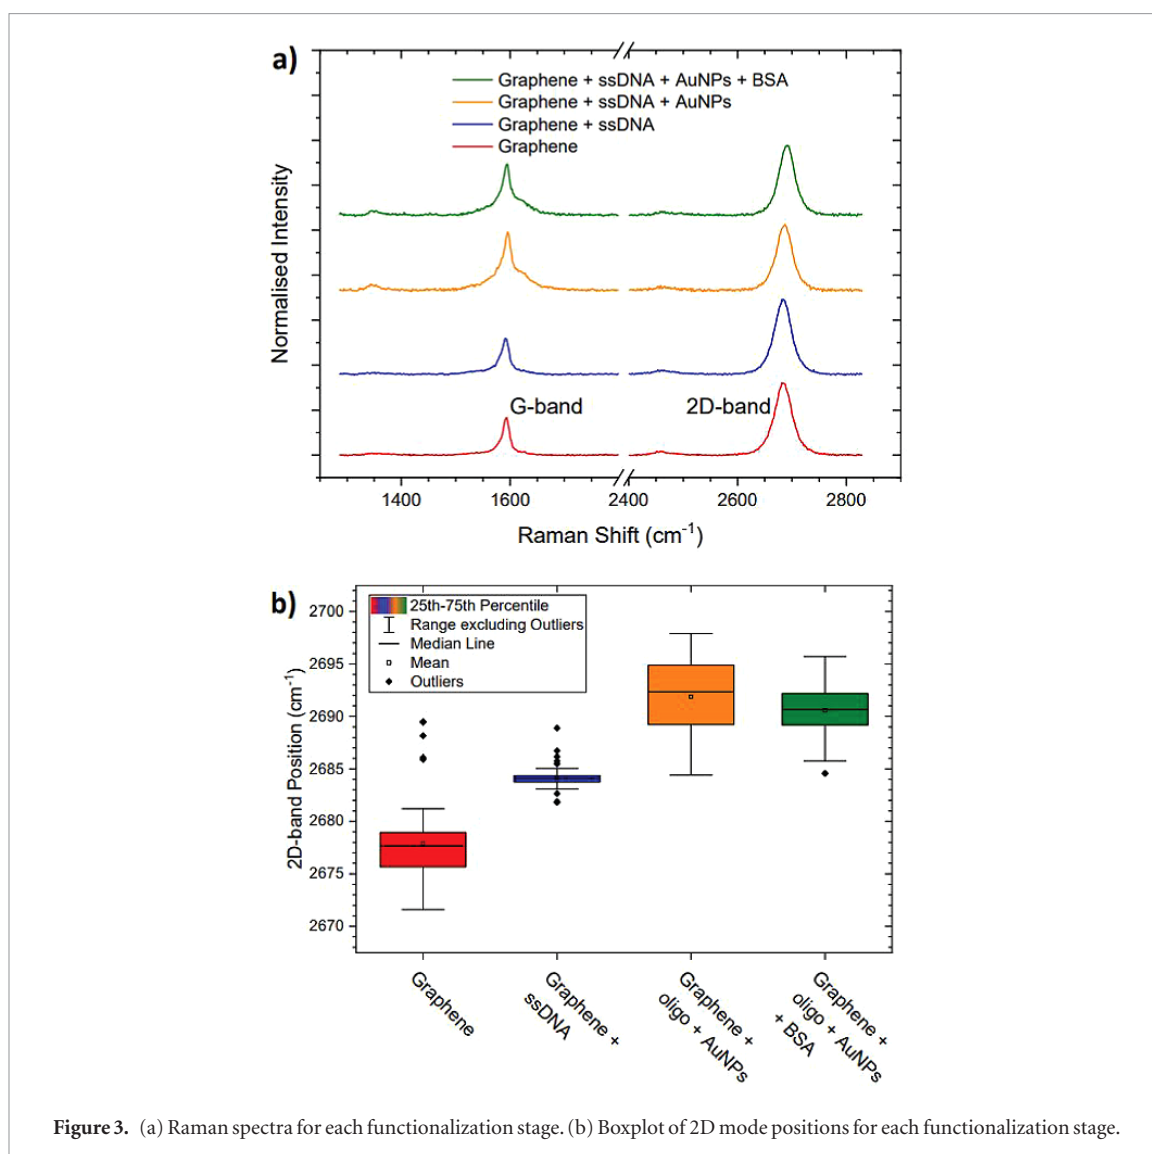 a)
Graphene + ssDNA + AuNPs + BSA
Graphene + ssDNA + AuNPs
Graphene + ssDNA
Graphene
Normalised Intensity
G-band
2D-band
1400
1600
2400
2600
2800
Raman Shift (cm⁻¹)
b)
25th-75th Percentile
Range excluding Outliers
Median Line
Mean
Outliers
2D-band Position (cm⁻¹)
2700
2695
2690
2685
2680
2675
2670
Graphene
Graphene +
ssDNA
Graphene +
oligo + AuNPs
Graphene +
oligo + AuNPs
+ BSA
Figure 3. (a) Raman spectra for each functionalization stage. (b) Boxplot of 2D mode positions for each functionalization stage.